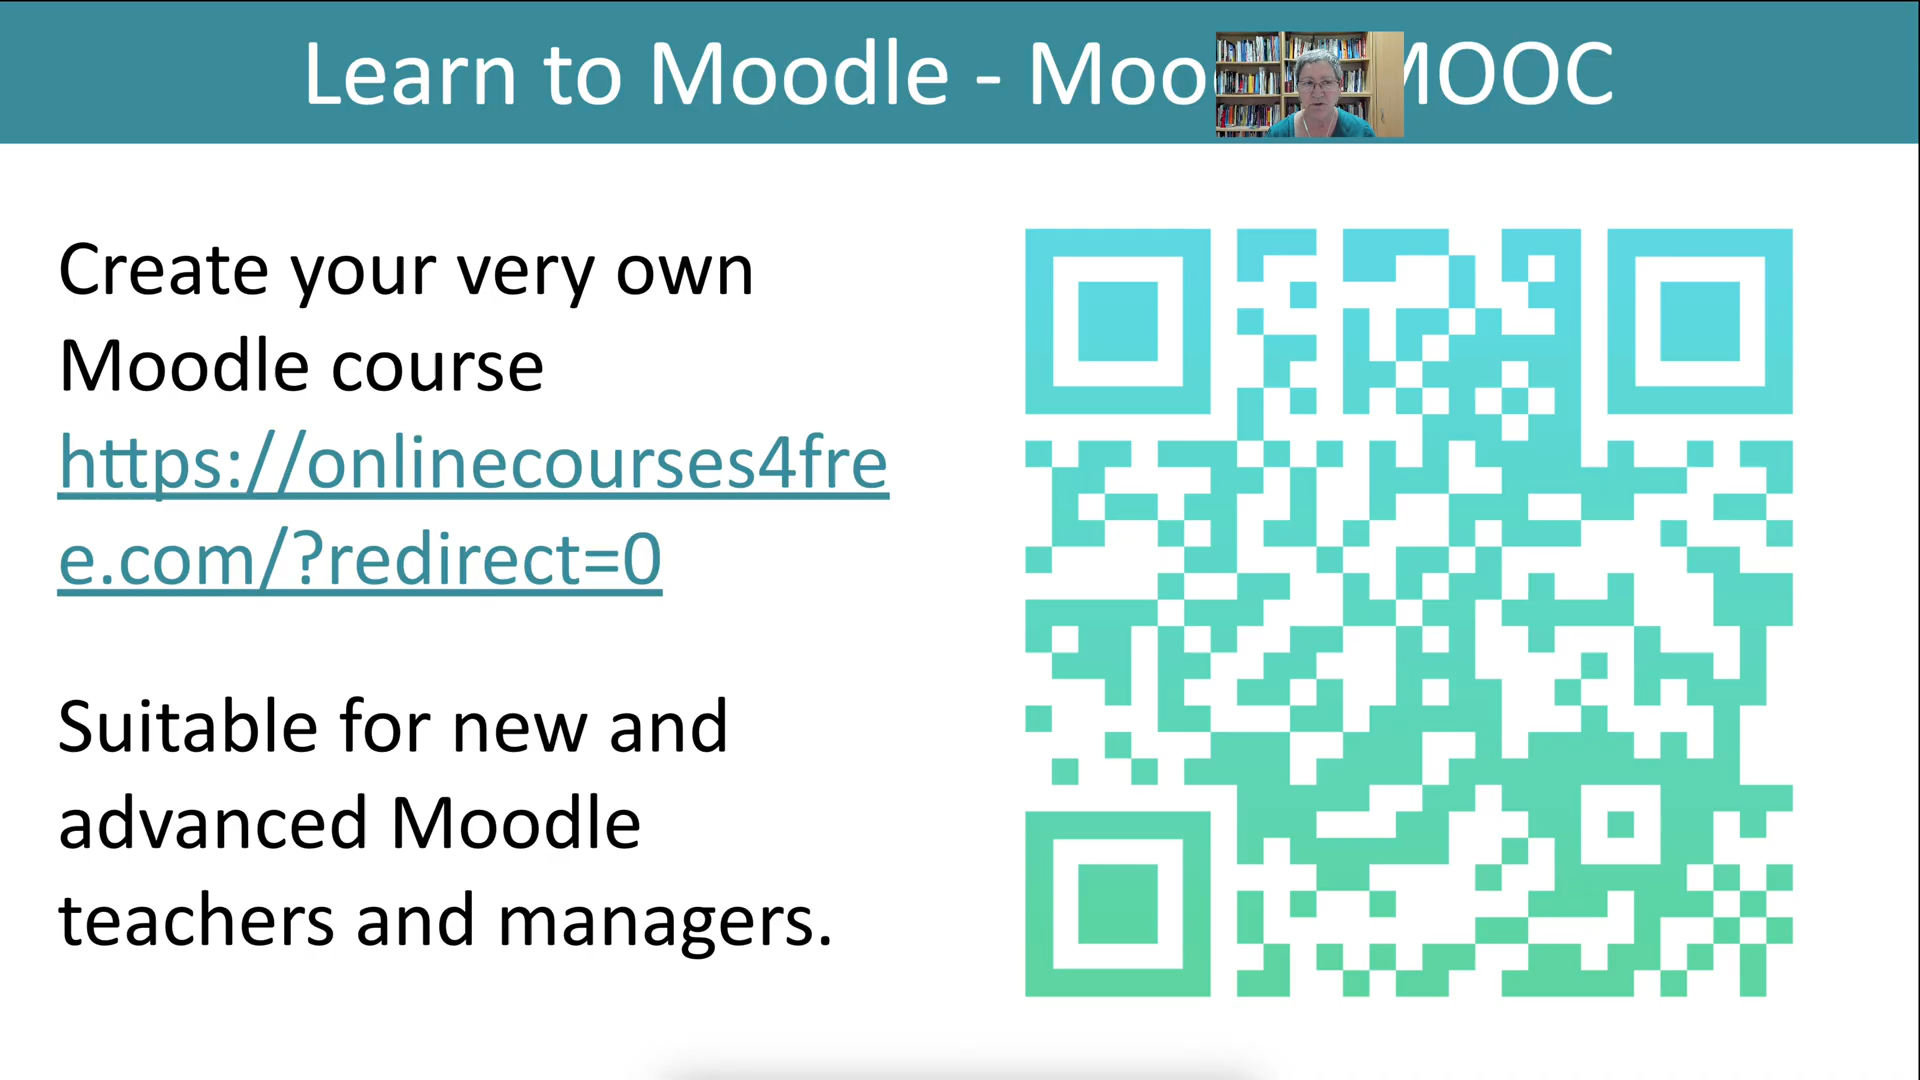 Learn to Moodle - Moo MOOC
Create your very own
Moodle course
https://onlinecourses4fre
e.com/?redirect=0
Suitable for new and
advanced Moodle
teachers and managers.